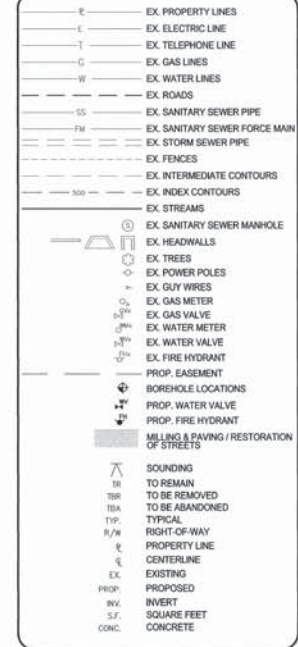 ℄ EX. PROPERTY LINES
E EX. ELECTRIC LINE
T EX. TELEPHONE LINE
G EX. GAS LINES
W EX. WATER LINES
EX. ROADS
SS EX. SANITARY SEWER PIPE
FM EX. SANITARY SEWER FORCE MAIN
EX. STORM SEWER PIPE
EX. FENCES
EX. INTERMEDIATE CONTOURS
500 EX. INDEX CONTOURS
EX. STREAMS
S EX. SANITARY SEWER MANHOLE
EX. HEADWALLS
EX. TREES
EX. POWER POLES
EX. GUY WIRES
EX. GAS METER
EX. GAS VALVE
EX. WATER METER
EX. WATER VALVE
EX. FIRE HYDRANT
PROP. EASEMENT
BOREHOLE LOCATIONS
PROP. WATER VALVE
FH PROP. FIRE HYDRANT
MILLING & PAVING / RESTORATION
OF STREETS
SOUNDING
TR TO REMAIN
TBR TO BE REMOVED
TBA TO BE ABANDONED
TYP. TYPICAL
R/W RIGHT-OF-WAY
PROPERTY LINE
℄ CENTERLINE
EX. EXISTING
PROP. PROPOSED
INV. INVERT
S.F. SQUARE FEET
CONC. CONCRETE